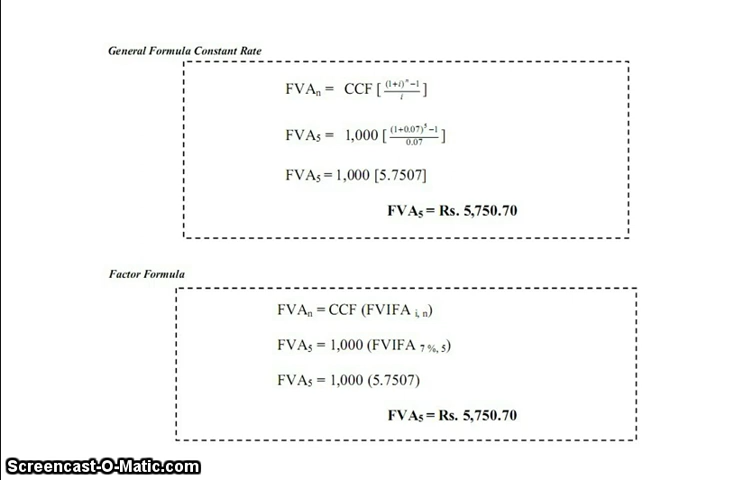 General Formula Constant Rate
FVAn = CCF [ (1+i)^n −1 / i ]
FVA5 = 1,000 [ (1+0.07)^5 −1 / 0.07 ]
FVA5 = 1,000 [5.7507]
FVA5 = Rs. 5,750.70
Factor Formula
FVAn = CCF (FVIFA i, n)
FVA5 = 1,000 (FVIFA 7%, 5)
FVA5 = 1,000 (5.7507)
FVA5 = Rs. 5,750.70
Screencast-O-Matic.com